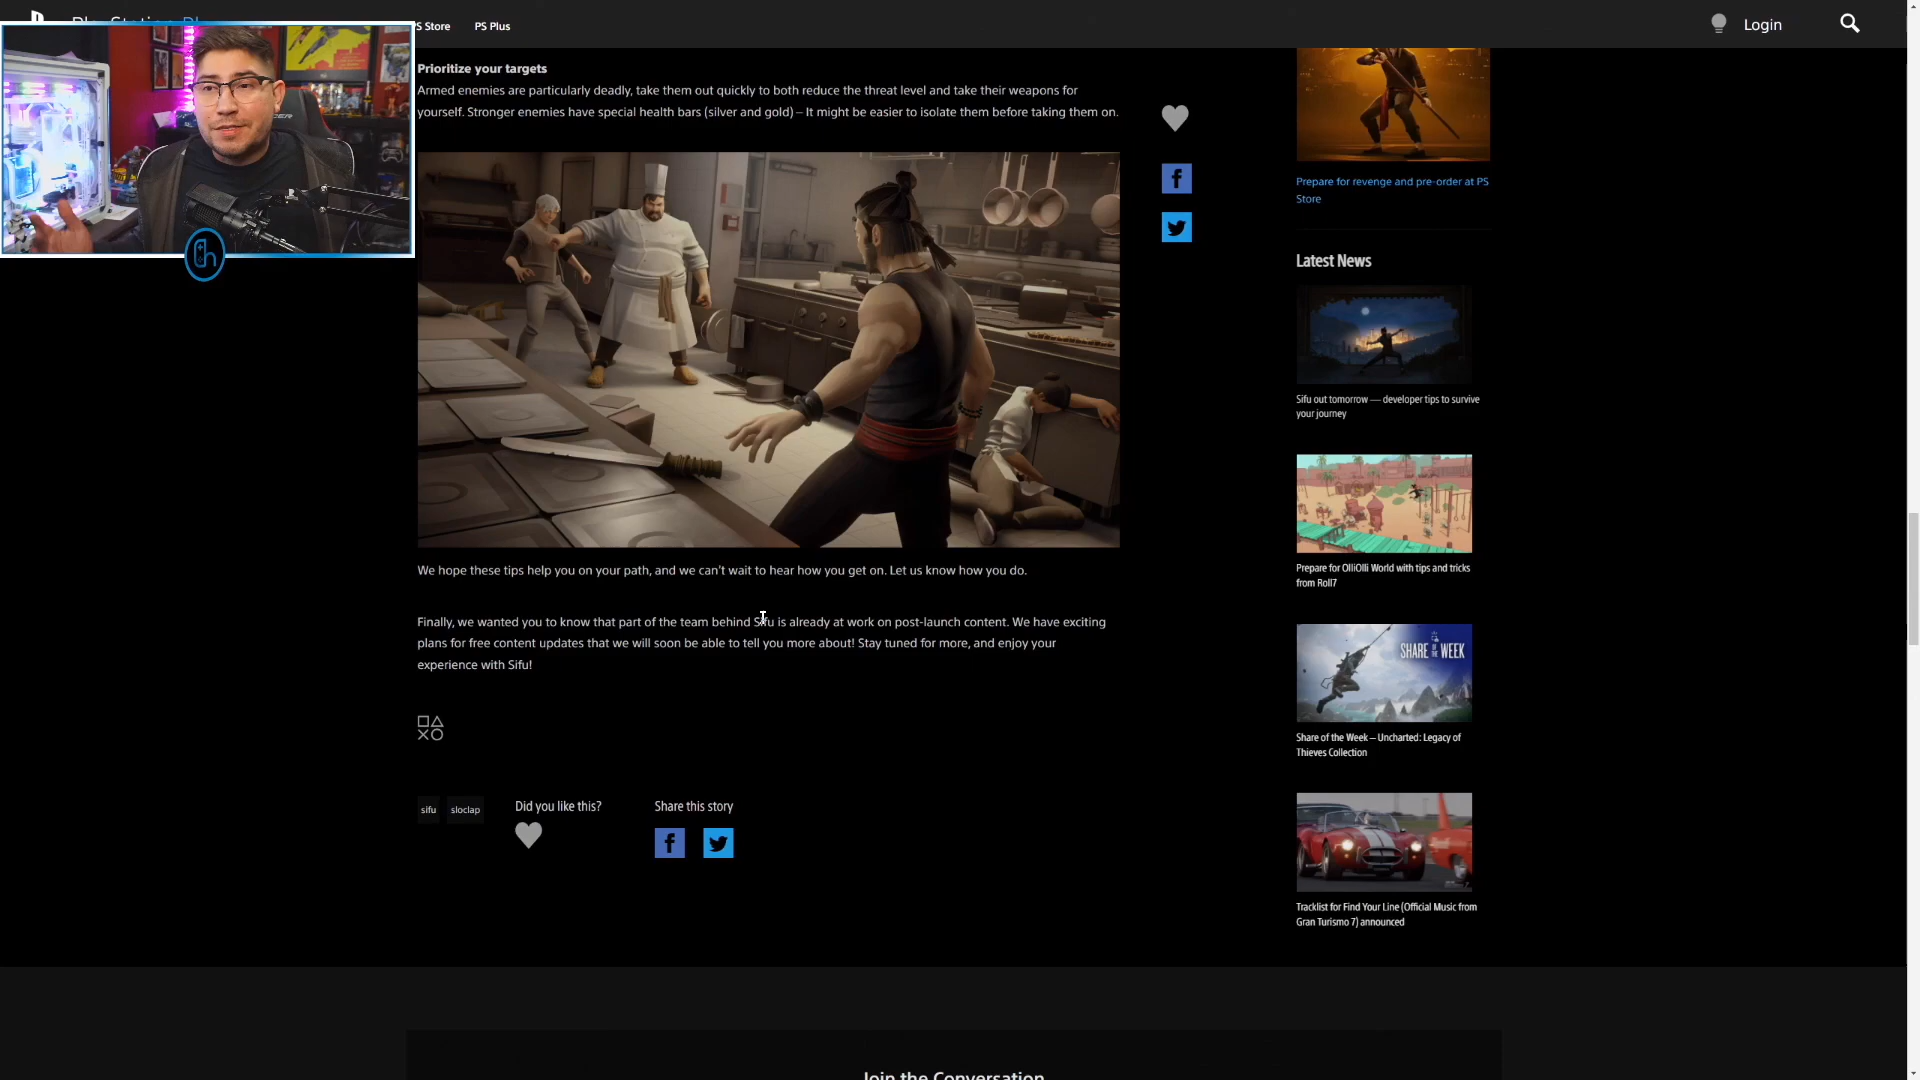 PS Store
PS Plus
Login
Prioritize your targets
Armed enemies are particularly deadly, take them out quickly to both reduce the threat level and take their weapons for
yourself. Stronger enemies have special health bars (silver and gold) – It might be easier to isolate them before taking them on.
We hope these tips help you on your path, and we can't wait to hear how you get on. Let us know how you do.
Finally, we wanted you to know that part of the team behind Sifu is already at work on post-launch content. We have exciting
plans for free content updates that we will soon be able to tell you more about! Stay tuned for more, and enjoy your
experience with Sifu!
sifu
sloclap
Did you like this?
Share this story
Prepare for revenge and pre-order at PS
Store
Latest News
Sifu out tomorrow — developer tips to survive
your journey
Prepare for OlliOlli World with tips and tricks
from Roll7
SHARE OF THE WEEK
Share of the Week – Uncharted: Legacy of
Thieves Collection
Tracklist for Find Your Line (Official Music from
Gran Turismo 7) announced
Join the Conversation